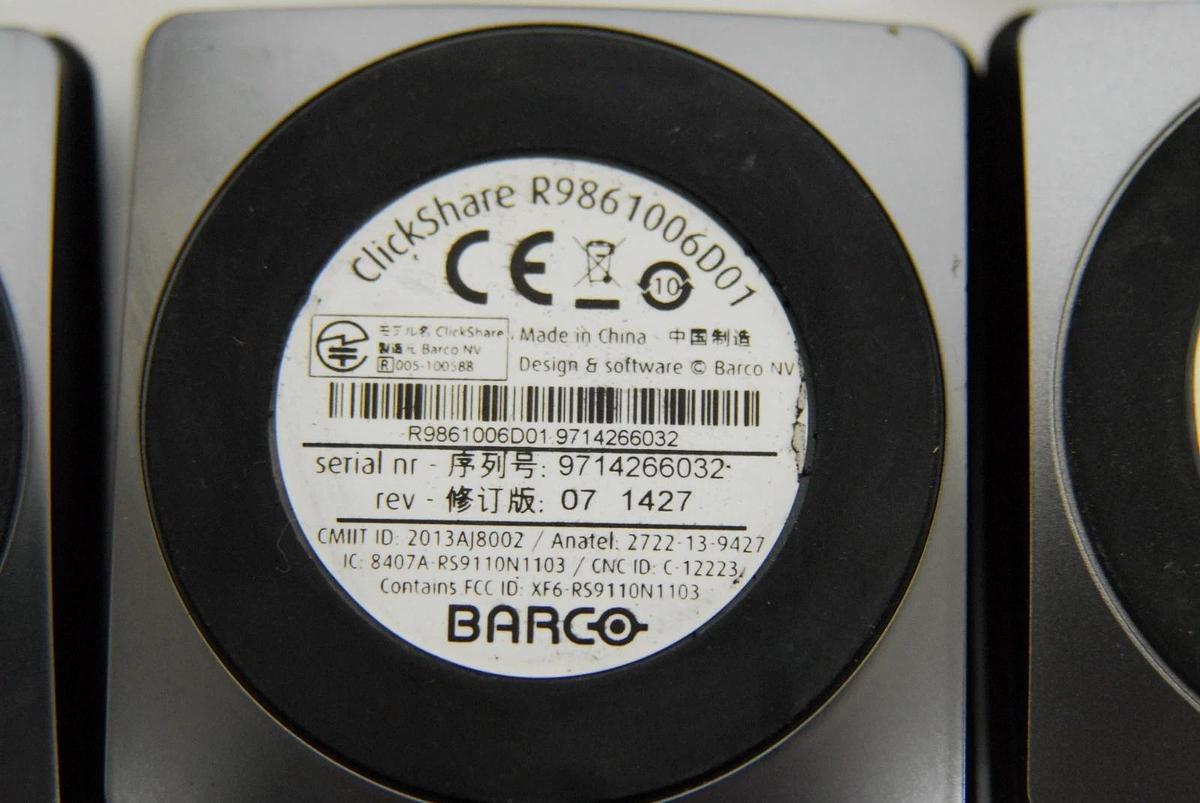 ClickShare R9861006D01
CE 10
モデル名 ClickShare
製造元 Barco NV
R 005-100588
Made in China 中国制造
Design & software © Barco NV
R9861006D01 9714266032
serial nr - 序列号: 9714266032
rev - 修订版: 07 1427
CMIIT ID: 2013AJ8002 / Anatel: 2722-13-9427
IC: 8407A-RS9110N1103 / CNC ID: C-12223
Contains FCC ID: XF6-RS9110N1103
BARCO